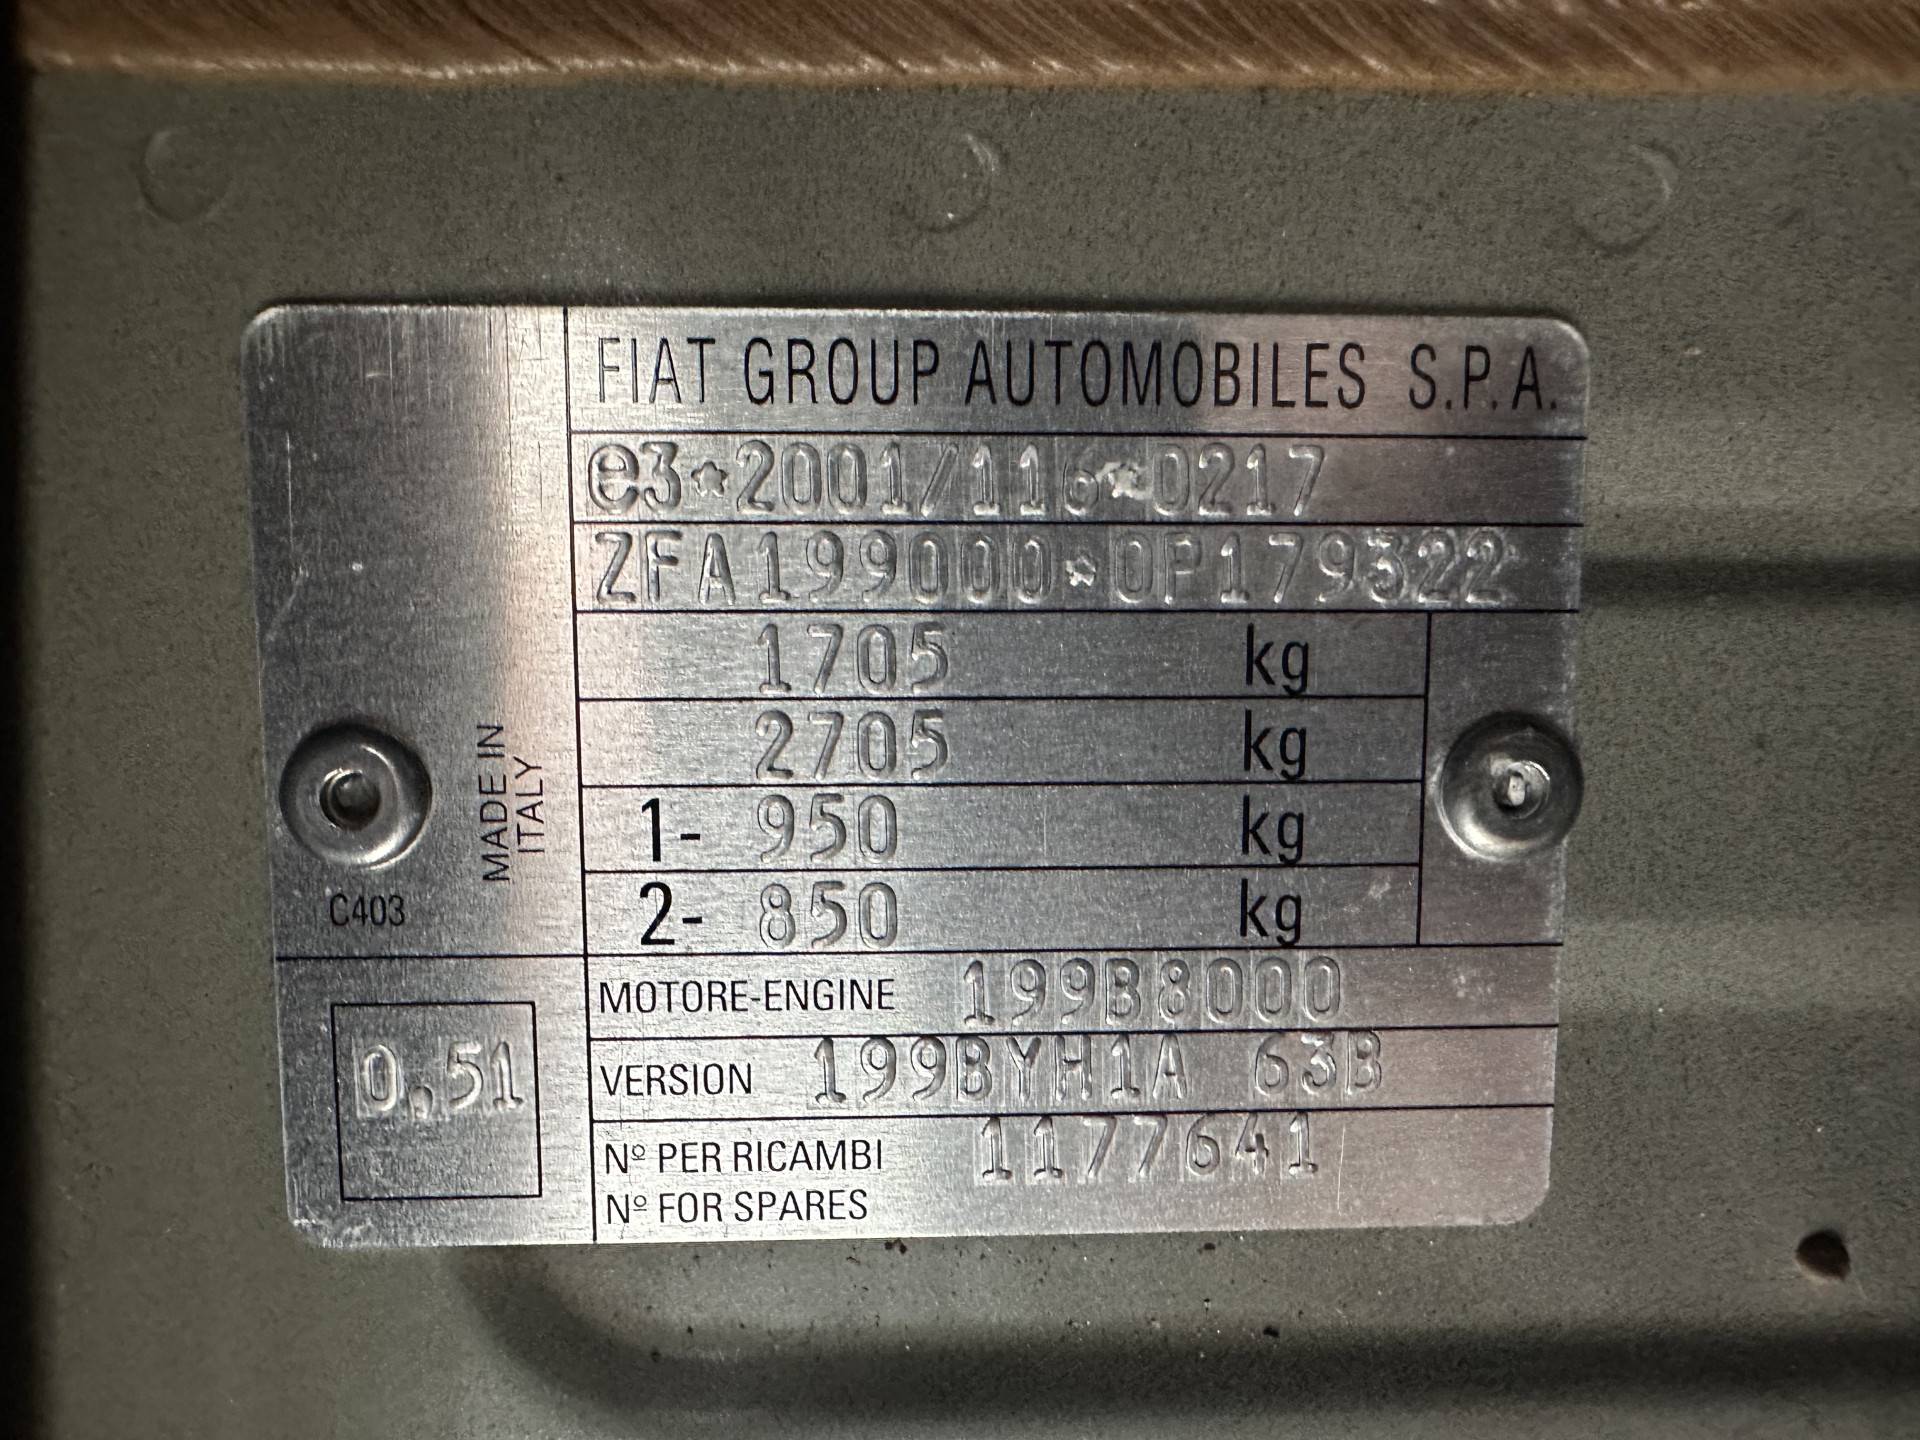 FIAT GROUP AUTOMOBILES S.P.A.
e3*2001/116*0217
ZFA199000*0P179322
1705 kg
2705 kg
1- 950 kg
2- 850 kg
MADE IN
ITALY
C403
0,51
MOTORE-ENGINE 199B8000
VERSION 199BYH1A 63B
Nº PER RICAMBI 1177641
Nº FOR SPARES